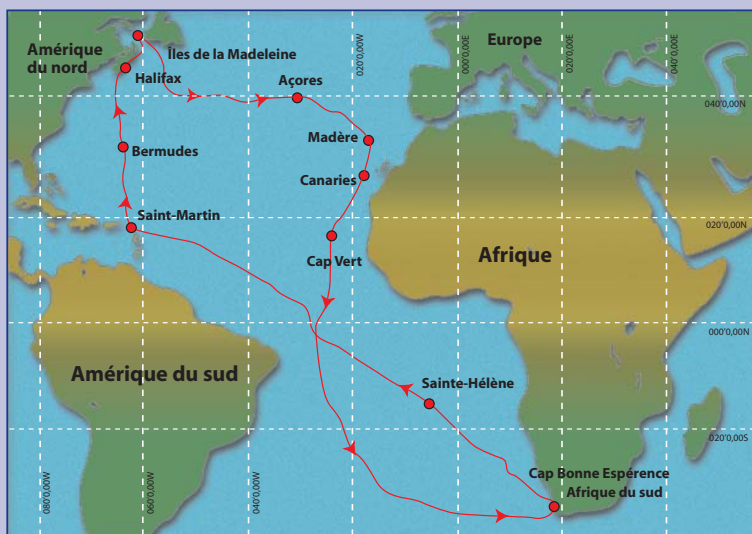 Amérique
du nord
Îles de la Madeleine
Halifax
Europe
Açores
Madère
Bermudes
Canaries
Saint-Martin
Cap Vert
Afrique
Amérique du sud
Sainte-Hélène
Cap Bonne Espérence
Afrique du sud
080°0,00W
060°0,00W
040°0,00W
020°0,00W
000°0,00E
020°0,00E
040°0,00E
040°0,00N
020°0,00N
000°0,00N
020°0,00S